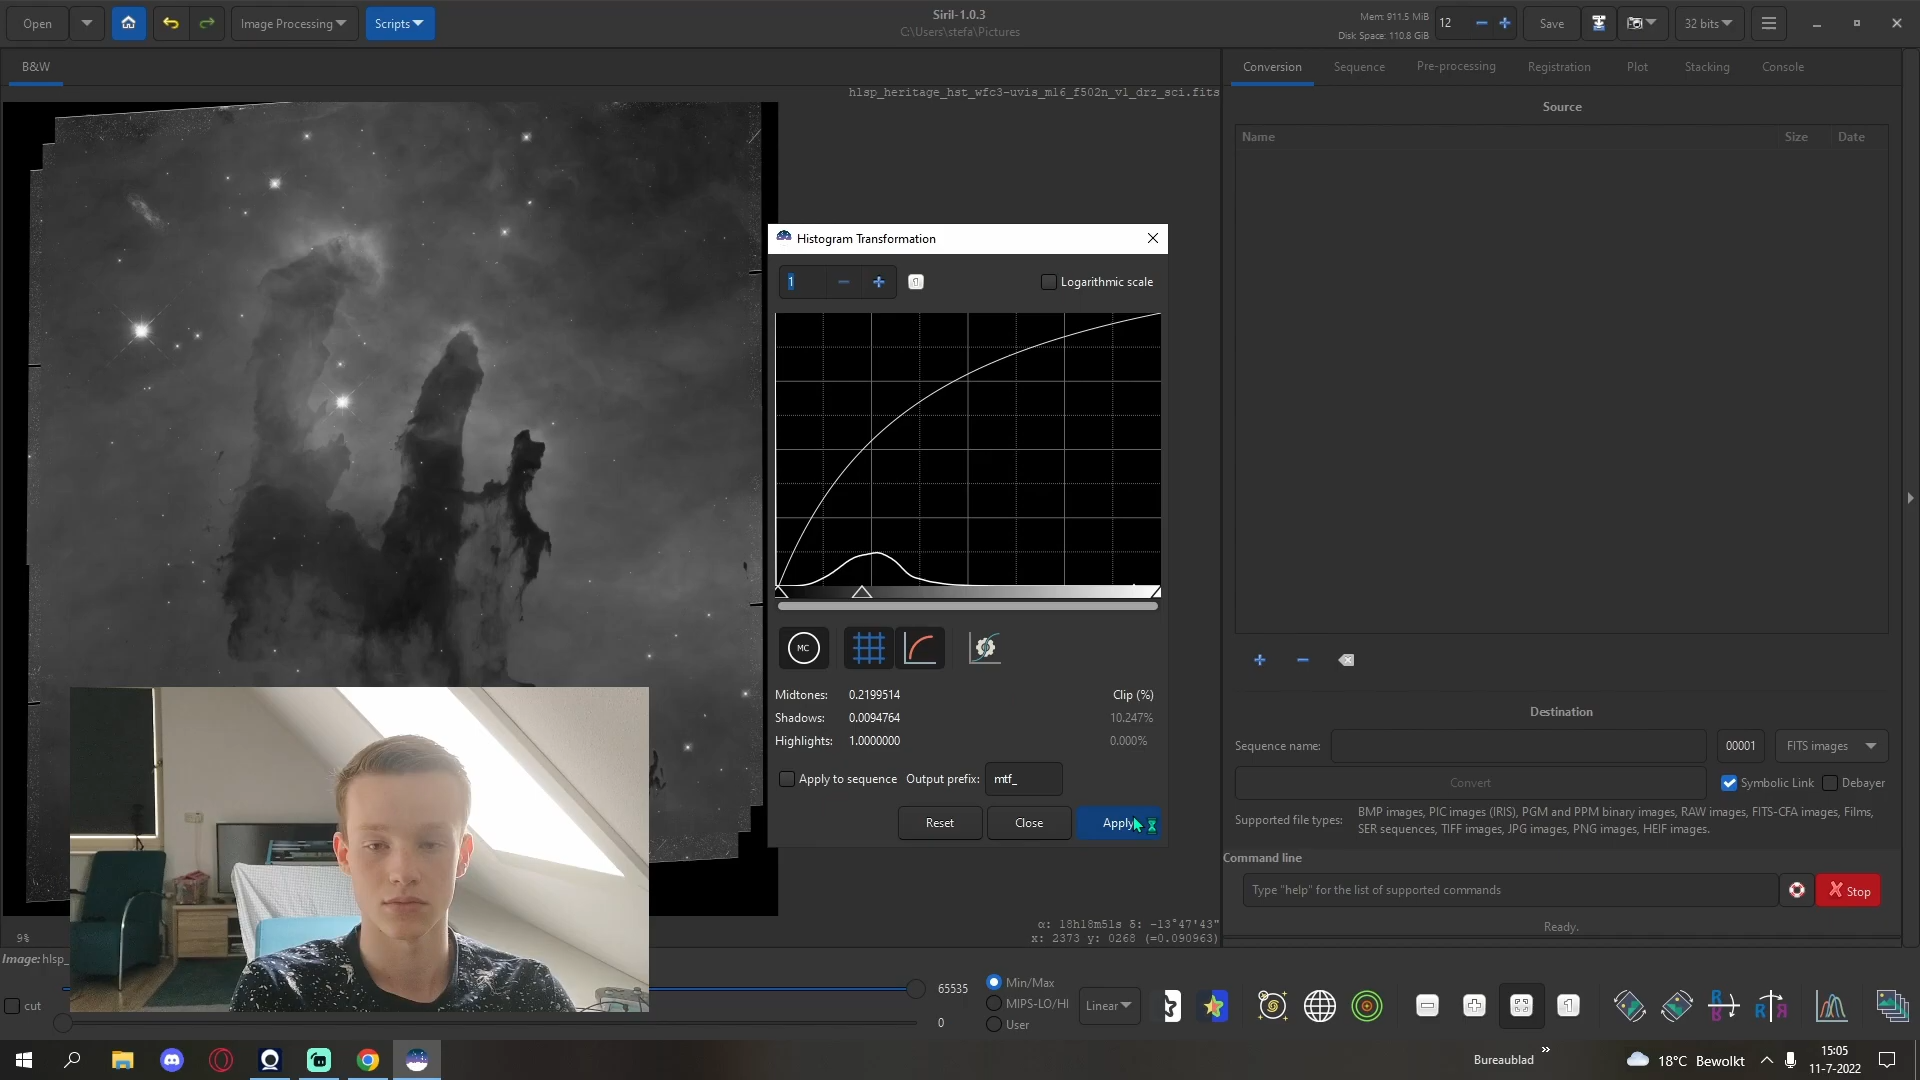 Open
Image Processing
Scripts
Siril-1.0.3
C:\Users\stefa\Pictures
Mem: 911.5 MiB
Disk Space: 110.8 GiB
12
Save
32 bits
B&W
hlsp_heritage_hst_wfc3-uvis_m16_f502n_v1_drz_sci.fits
Conversion
Sequence
Pre-processing
Registration
Plot
Stacking
Console
Source
Name
Size
Date
Histogram Transformation
1
Logarithmic scale
MC
Midtones: 0.2199514
Clip (%)
Shadows: 0.0094764
10.247%
Highlights: 1.0000000
0.000%
Apply to sequence
Output prefix: mtf_
Reset
Close
Apply
Destination
Sequence name:
00001
FITS images
Convert
Symbolic Link
Debayer
Supported file types:
BMP images, PIC images (IRIS), PGM and PPM binary images, RAW images, FITS-CFA images, Films,
SER sequences, TIFF images, JPG images, PNG images, HEIF images.
Command line
Type "help" for the list of supported commands
Stop
Ready.
α: 18h18m51s δ: -13°47'43"
x: 2373 y: 0268 (=0.090963)
9%
Image: hlsp_
cut
65535
0
Min/Max
MIPS-LO/HI
User
Linear
Bureaublad
18°C Bewolkt
15:05
11-7-2022